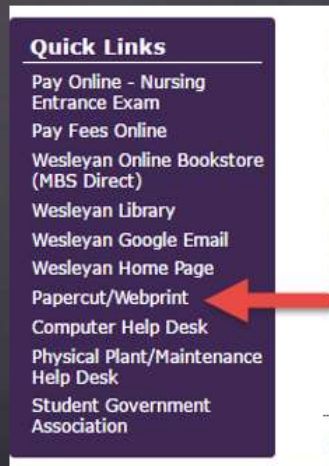 Quick Links
Pay Online - Nursing
Entrance Exam
Pay Fees Online
Wesleyan Online Bookstore
(MBS Direct)
Wesleyan Library
Wesleyan Google Email
Wesleyan Home Page
Papercut/Webprint
Computer Help Desk
Physical Plant/Maintenance
Help Desk
Student Government
Association